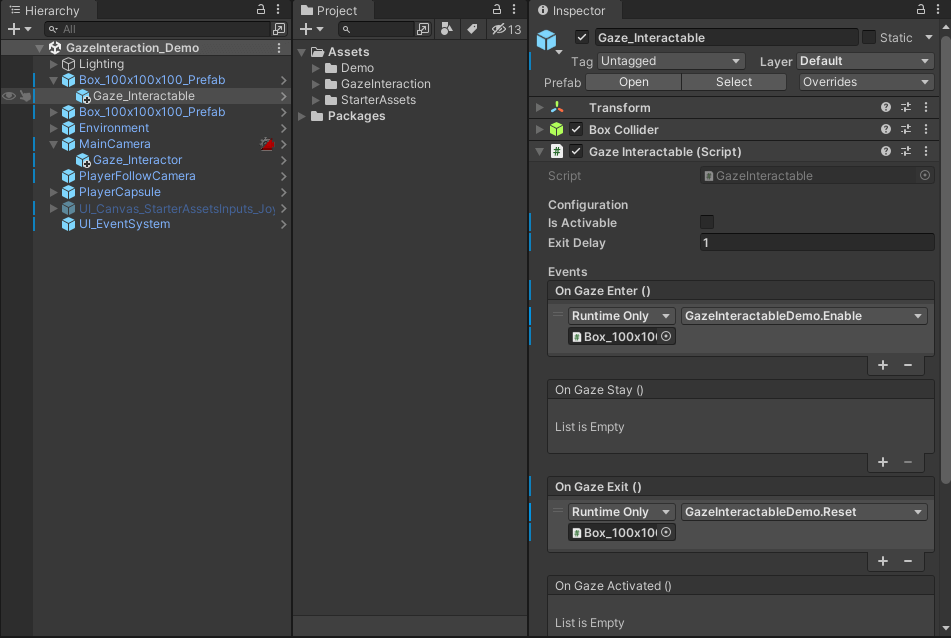 Hierarchy
All
GazeInteraction_Demo
Lighting
Box_100x100x100_Prefab
Gaze_Interactable
Box_100x100x100_Prefab
Environment
MainCamera
Gaze_Interactor
PlayerFollowCamera
PlayerCapsule
UI_Canvas_StarterAssetsInputs_Joy
UI_EventSystem
Project
13
Assets
Demo
GazeInteraction
StarterAssets
Packages
Inspector
Gaze_Interactable
Static
Tag Untagged Layer Default
Prefab Open Select Overrides
Transform
Box Collider
# Gaze Interactable (Script)
Script # GazeInteractable
Configuration
Is Activable
Exit Delay 1
Events
On Gaze Enter ()
Runtime Only GazeInteractableDemo.Enable
# Box_100x10(
On Gaze Stay ()
List is Empty
On Gaze Exit ()
Runtime Only GazeInteractableDemo.Reset
# Box_100x10(
On Gaze Activated ()
List is Empty